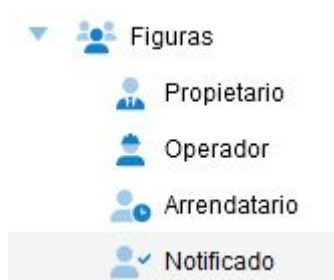 Figuras
Propietario
Operador
Arrendatario
Notificado